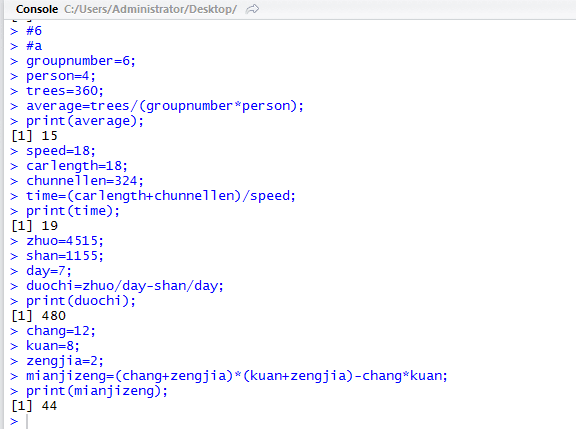 Console C:/Users/Administrator/Desktop/
> #6
> #a
> groupnumber=6;
> person=4;
> trees=360;
> average=trees/(groupnumber*person);
> print(average);
[1] 15
> speed=18;
> carlength=18;
> chunnellen=324;
> time=(carlength+chunnellen)/speed;
> print(time);
[1] 19
> zhuo=4515;
> shan=1155;
> day=7;
> duochi=zhuo/day-shan/day;
> print(duochi);
[1] 480
> chang=12;
> kuan=8;
> zengjia=2;
> mianjizeng=(chang+zengjia)*(kuan+zengjia)-chang*kuan;
> print(mianjizeng);
[1] 44
>